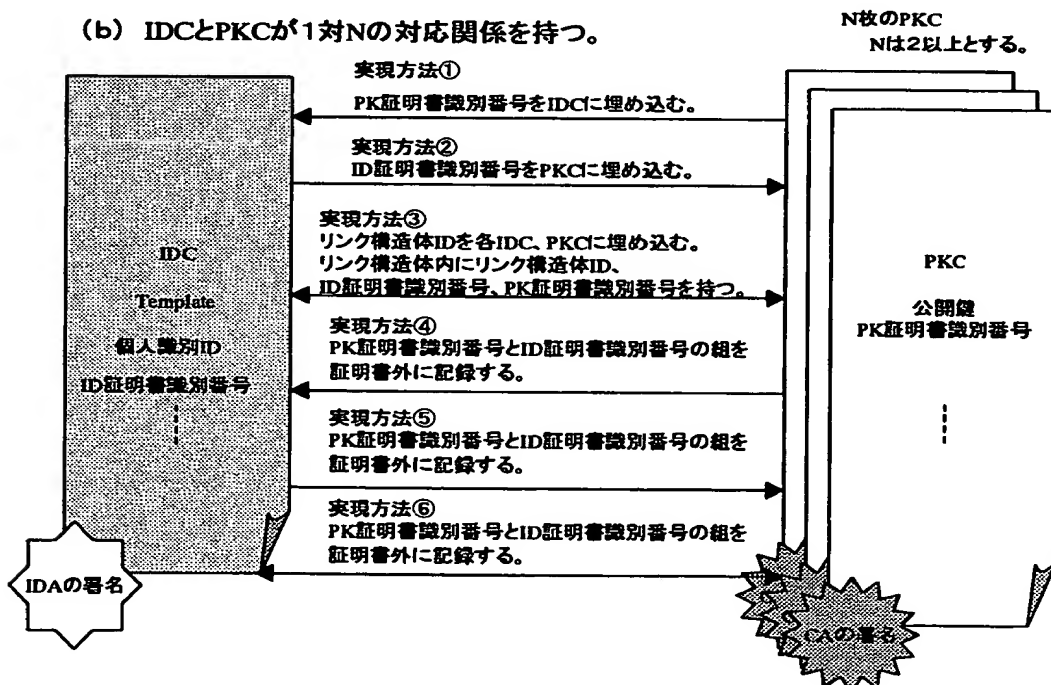 (b) IDCとPKCが1対Nの対応関係を持つ。
N枚のPKC
Nは2以上とする。
実現方法①
PK証明書識別番号をIDCに埋め込む。
実現方法②
ID証明書識別番号をPKCに埋め込む。
実現方法③
リンク構造体IDを各IDC、PKCに埋め込む。
リンク構造体内にリンク構造体ID、
ID証明書識別番号、PK証明書識別番号を持つ。
実現方法④
PK証明書識別番号とID証明書識別番号の組を
証明書外に記録する。
実現方法⑤
PK証明書識別番号とID証明書識別番号の組を
証明書外に記録する。
実現方法⑥
PK証明書識別番号とID証明書識別番号の組を
証明書外に記録する。
IDC
Template
個人識別ID
ID証明書識別番号
IDAの署名
PKC
公開鍵
PK証明書識別番号
CAの署名